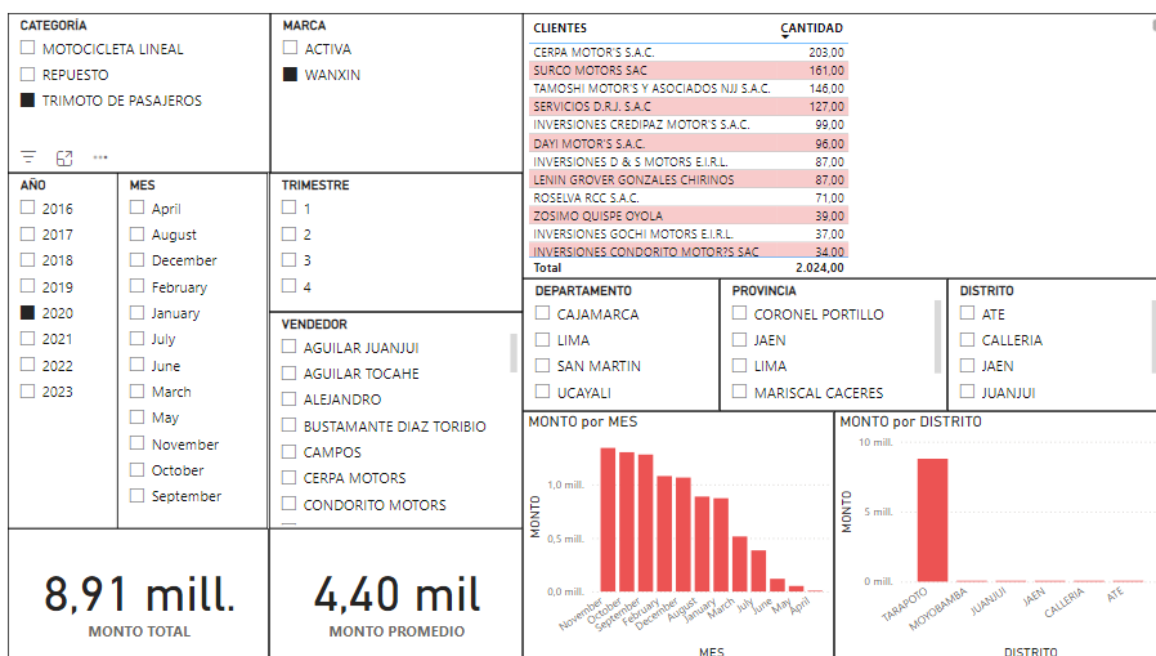 CATEGORÍA
MOTOCICLETA LINEAL
REPUESTO
TRIMOTO DE PASAJEROS
MARCA
ACTIVA
WANXIN
CLIENTES CANTIDAD
CERPA MOTOR'S S.A.C. 203,00
SURCO MOTORS SAC 161,00
TAMOSHI MOTOR'S Y ASOCIADOS NJJ S.A.C. 146,00
SERVICIOS D.R.J. S.A.C 127,00
INVERSIONES CREDIPAZ MOTOR'S S.A.C. 99,00
DAYI MOTOR'S S.A.C. 96,00
INVERSIONES D & S MOTORS E.I.R.L. 87,00
LENIN GROVER GONZALES CHIRINOS 87,00
ROSELVA RCC S.A.C. 71,00
ZOSIMO QUISPE OYOLA 39,00
INVERSIONES GOCHI MOTORS E.I.R.L. 37,00
INVERSIONES CONDORITO MOTOR?S SAC 34,00
Total 2.024,00
AÑO
2016
2017
2018
2019
2020
2021
2022
2023
MES
April
August
December
February
January
July
June
March
May
November
October
September
TRIMESTRE
1
2
3
4
VENDEDOR
AGUILAR JUANJUI
AGUILAR TOCAHE
ALEJANDRO
BUSTAMANTE DIAZ TORIBIO
CAMPOS
CERPA MOTORS
CONDORITO MOTORS
DEPARTAMENTO
CAJAMARCA
LIMA
SAN MARTIN
UCAYALI
PROVINCIA
CORONEL PORTILLO
JAEN
LIMA
MARISCAL CACERES
DISTRITO
ATE
CALLERIA
JAEN
JUANJUI
8,91 mill.
MONTO TOTAL
4,40 mil
MONTO PROMEDIO
MONTO por MES
MONTO
1,0 mill.
0,5 mill.
0,0 mill.
November
October
September
February
December
August
January
March
July
June
May
April
MES
MONTO por DISTRITO
MONTO
10 mill.
5 mill.
0 mill.
TARAPOTO
MOYOBAMBA
JUANJUI
JAEN
CALLERIA
ATE
DISTRITO